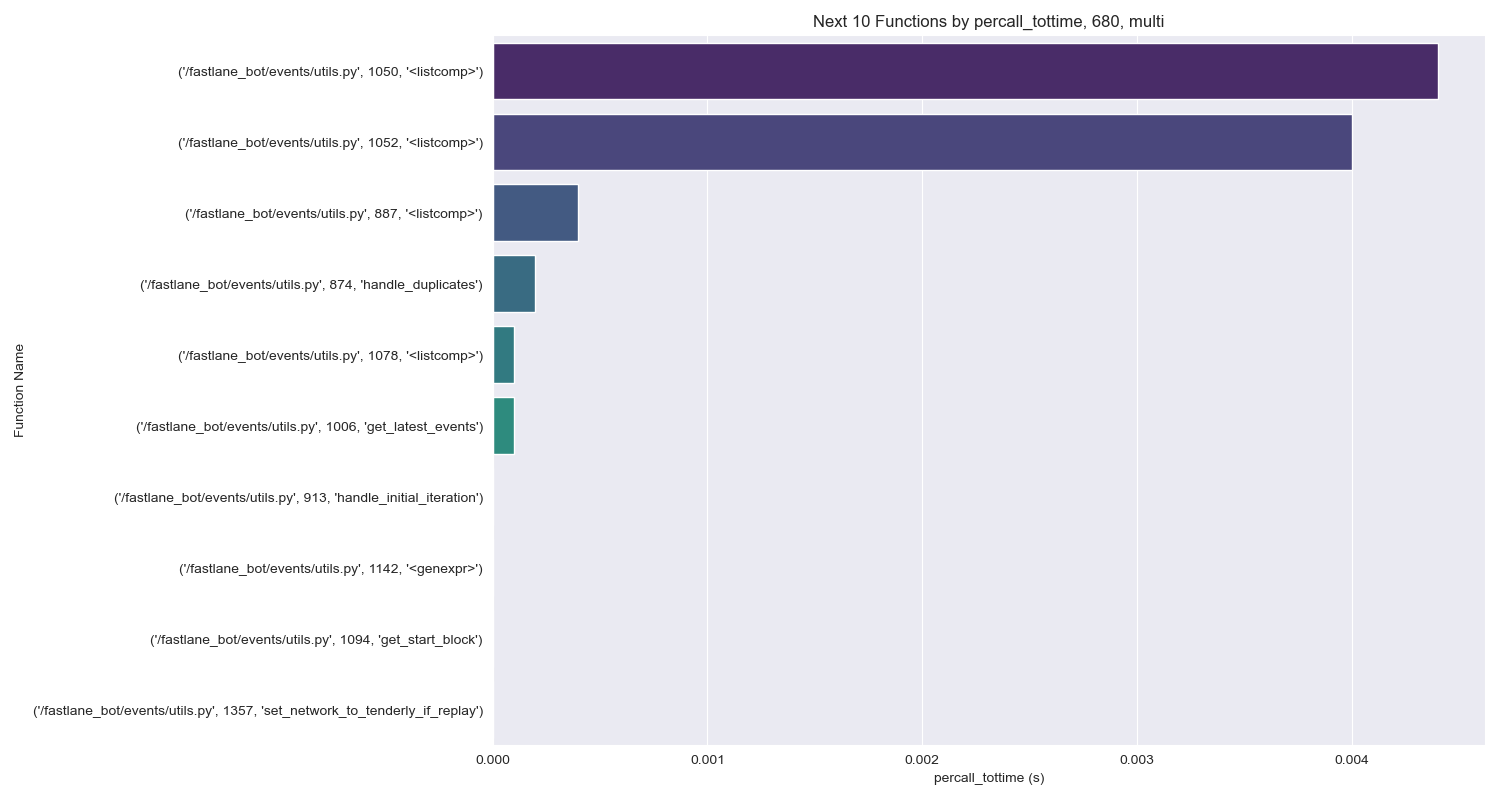 Next 10 Functions by percall_tottime, 680, multi
('/fastlane_bot/events/utils.py', 1050, '<listcomp>')
('/fastlane_bot/events/utils.py', 1052, '<listcomp>')
('/fastlane_bot/events/utils.py', 887, '<listcomp>')
('/fastlane_bot/events/utils.py', 874, 'handle_duplicates')
('/fastlane_bot/events/utils.py', 1078, '<listcomp>')
('/fastlane_bot/events/utils.py', 1006, 'get_latest_events')
('/fastlane_bot/events/utils.py', 913, 'handle_initial_iteration')
('/fastlane_bot/events/utils.py', 1142, '<genexpr>')
('/fastlane_bot/events/utils.py', 1094, 'get_start_block')
('/fastlane_bot/events/utils.py', 1357, 'set_network_to_tenderly_if_replay')
Function Name
0.000 0.001 0.002 0.003 0.004
percall_tottime (s)